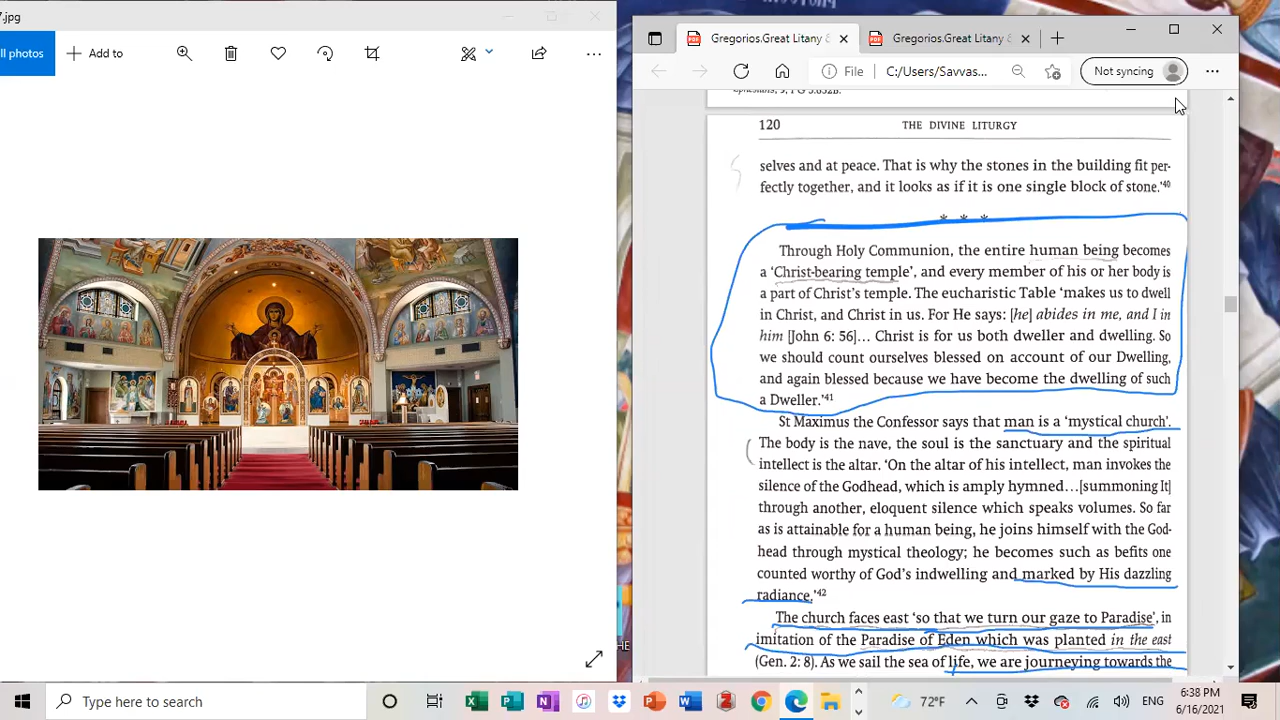 7.jpg
ll photos
Add to
Gregorios.Great Litany &
Gregorios.Great Litany &
File
C:/Users/Savvas...
Not syncing
Ephesians, 9, PG 3.652B.
120 THE DIVINE LITURGY
selves and at peace. That is why the stones in the building fit per-
fectly together, and it looks as if it is one single block of stone.'40
* * *
Through Holy Communion, the entire human being becomes
a 'Christ-bearing temple', and every member of his or her body is
a part of Christ's temple. The eucharistic Table 'makes us to dwell
in Christ, and Christ in us. For He says: [he] abides in me, and I in
him [John 6: 56]... Christ is for us both dweller and dwelling. So
we should count ourselves blessed on account of our Dwelling,
and again blessed because we have become the dwelling of such
a Dweller.'41
St Maximus the Confessor says that man is a 'mystical church'.
The body is the nave, the soul is the sanctuary and the spiritual
intellect is the altar. 'On the altar of his intellect, man invokes the
silence of the Godhead, which is amply hymned...[summoning It]
through another, eloquent silence which speaks volumes. So far
as is attainable for a human being, he joins himself with the God-
head through mystical theology; he becomes such as befits one
counted worthy of God's indwelling and marked by His dazzling
radiance.'42
The church faces east 'so that we turn our gaze to Paradise', in
imitation of the Paradise of Eden which was planted in the east
(Gen. 2: 8). As we sail the sea of life, we are journeying towards the
HE
Type here to search
72°F
ENG
6:38 PM
6/16/2021